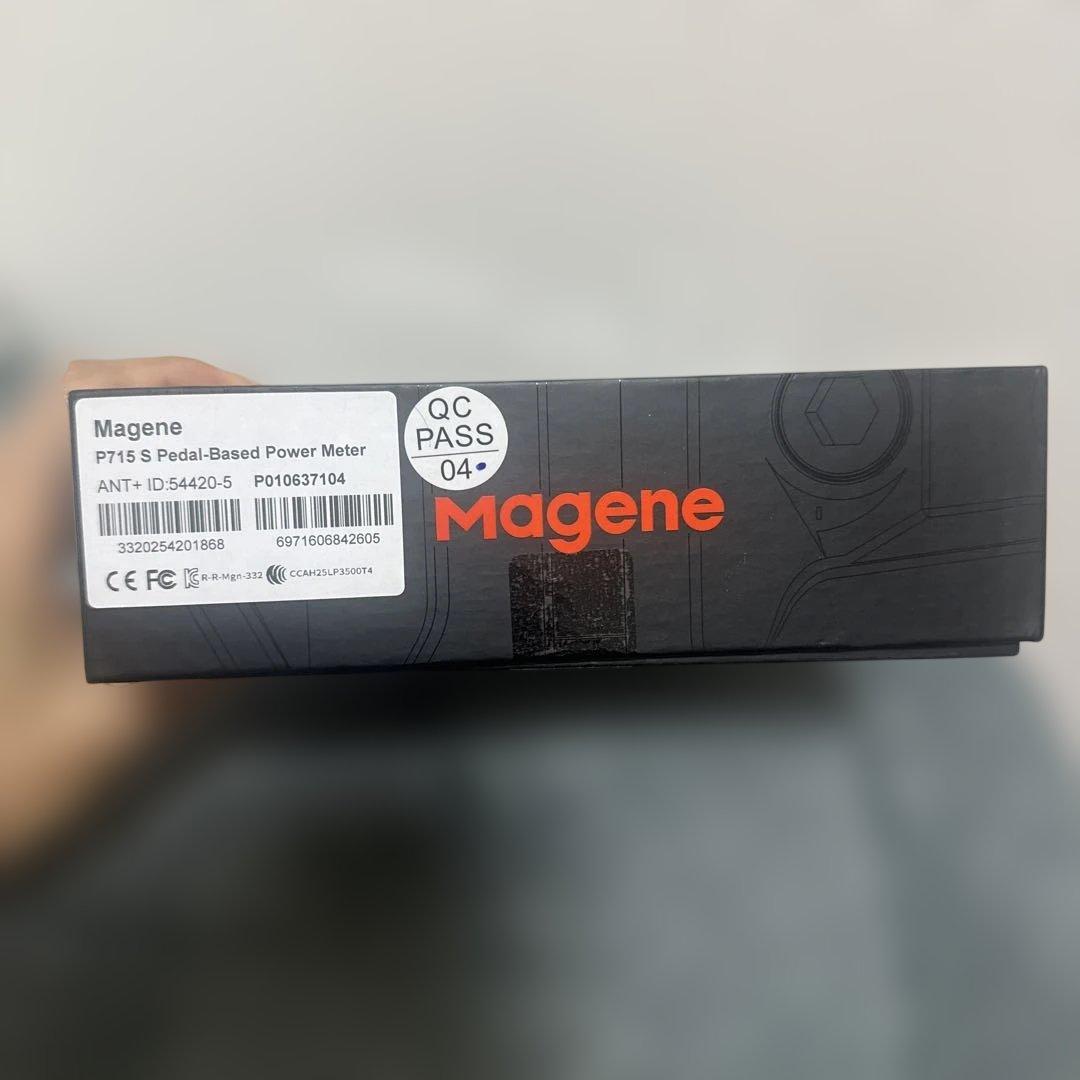 Magene
P715 S Pedal-Based Power Meter
ANT+ ID:54420-5 P010637104
3320254201868 6971606842605
CE FC R-R-Mgn-332 CCAH25LP3500T4
QC
PASS
04
Magene